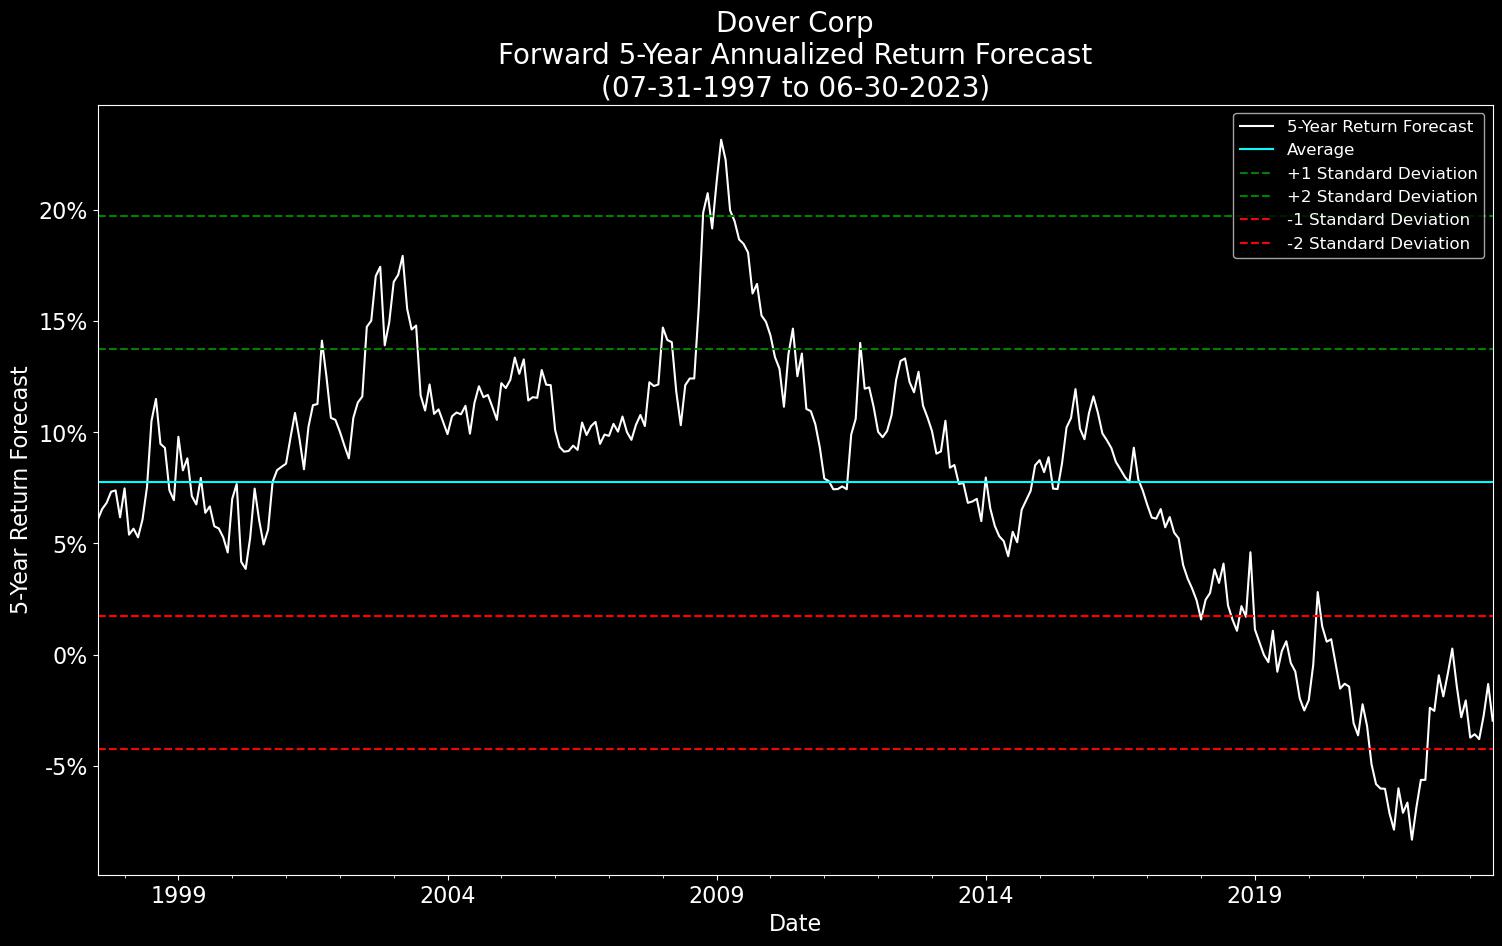 Dover Corp
Forward 5-Year Annualized Return Forecast
(07-31-1997 to 06-30-2023)
5-Year Return Forecast
Average
+1 Standard Deviation
+2 Standard Deviation
-1 Standard Deviation
-2 Standard Deviation
20%
15%
10%
5%
0%
-5%
5-Year Return Forecast
1999
2004
2009
2014
2019
Date